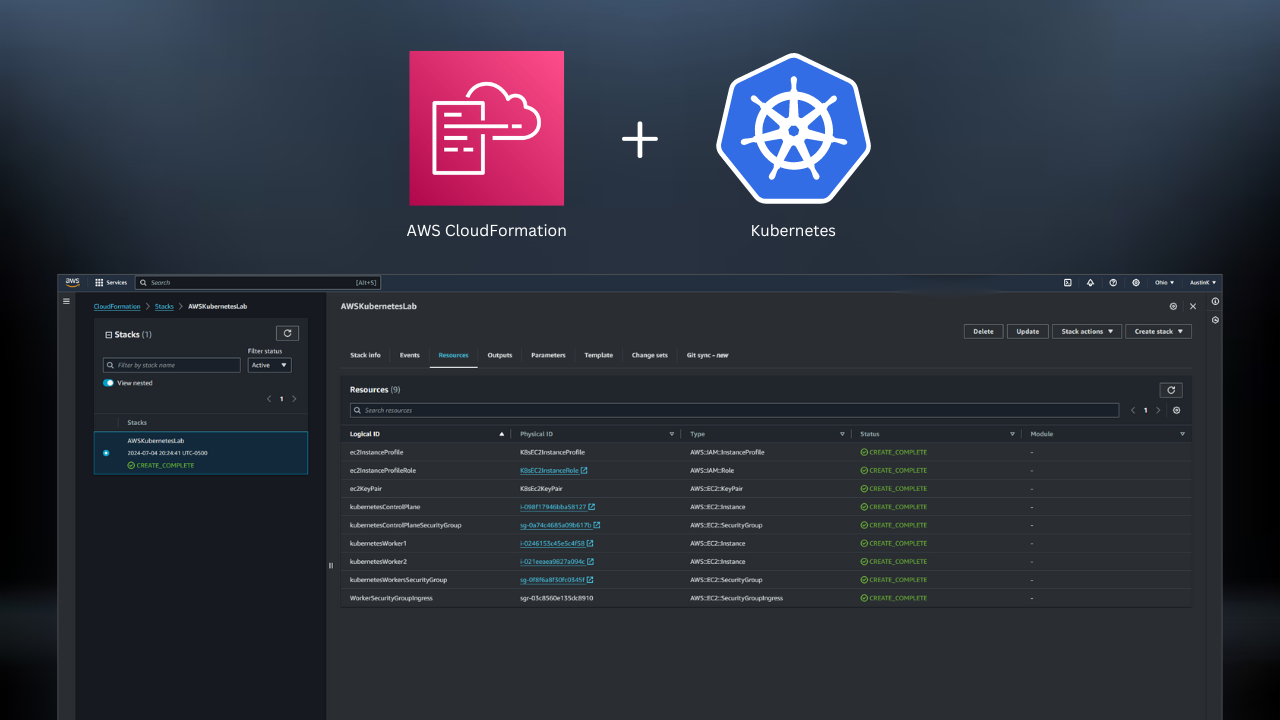 AWS CloudFormation
Kubernetes
aws
Services
Search
[Alt+S]
Ohio
AustinK
CloudFormation
Stacks
AWSKubernetesLab
Stacks (1)
Filter status
Filter by stack name
Active
View nested
1
Stacks
AWSKubernetesLab
2024-07-04 20:24:41 UTC-0500
CREATE_COMPLETE
AWSKubernetesLab
Delete
Update
Stack actions
Create stack
Stack info
Events
Resources
Outputs
Parameters
Template
Change sets
Git sync - new
Resources (9)
Search resources
1
Logical ID Physical ID Type Status Module
ec2InstanceProfile K8sEC2InstanceProfile AWS::IAM::InstanceProfile CREATE_COMPLETE -
ec2InstanceProfileRole K8sEC2InstanceRole AWS::IAM::Role CREATE_COMPLETE -
ec2KeyPair K8sEc2KeyPair AWS::EC2::KeyPair CREATE_COMPLETE -
kubernetesControlPlane i-098f17946bba58127 AWS::EC2::Instance CREATE_COMPLETE -
kubernetesControlPlaneSecurityGroup sg-0a74c4685a09b617b AWS::EC2::SecurityGroup CREATE_COMPLETE -
kubernetesWorker1 i-0246153c45e5c4f58 AWS::EC2::Instance CREATE_COMPLETE -
kubernetesWorker2 i-021eeaea9827a094c AWS::EC2::Instance CREATE_COMPLETE -
kubernetesWorkersSecurityGroup AWS::EC2::SecurityGroup CREATE_COMPLETE -
WorkerSecurityGroupIngress sgr-03c8560e135dc8910 AWS::EC2::SecurityGroupIngress CREATE_COMPLETE -